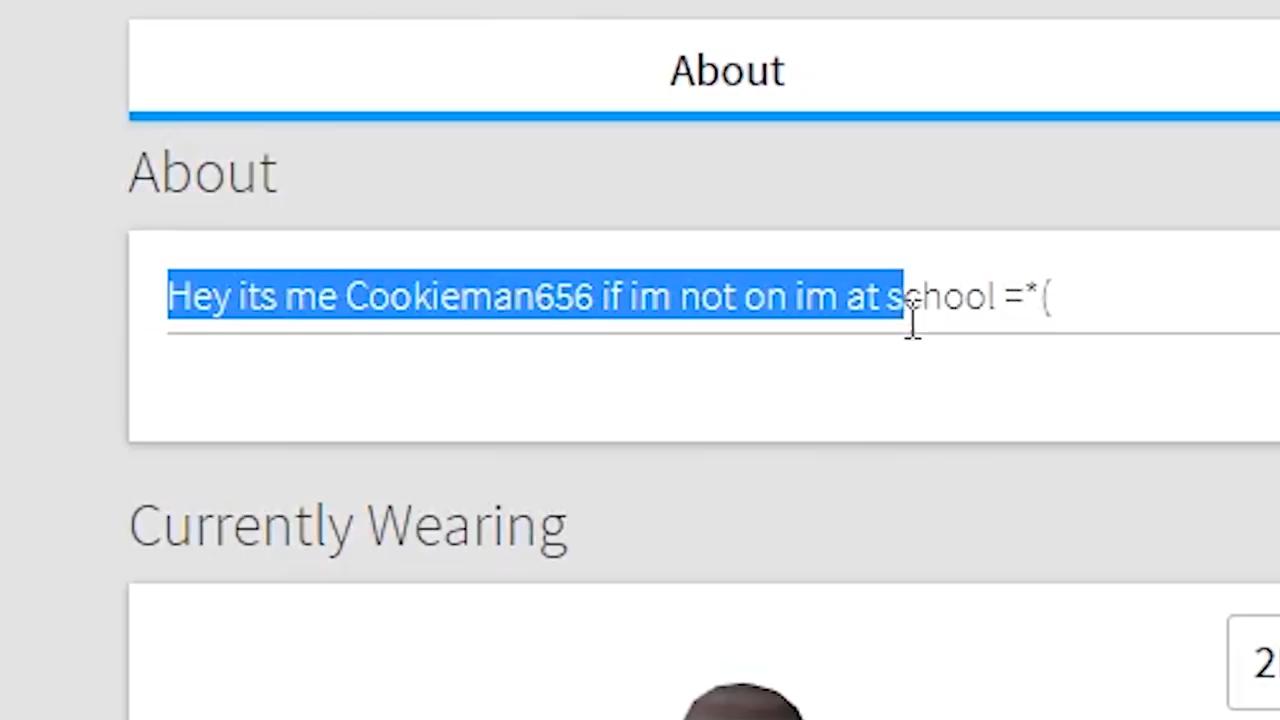 About
About
Hey its me Cookieman656 if im not on im at school =*(
Currently Wearing